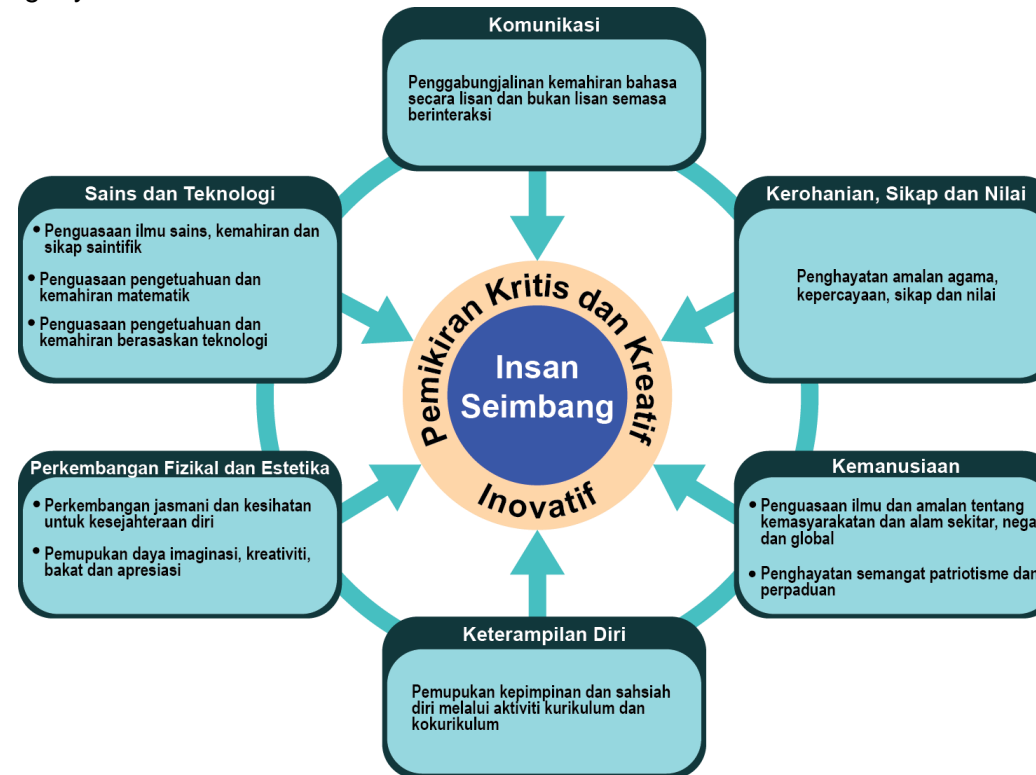 Komunikasi
Penggabungjalinan kemahiran bahasa
secara lisan dan bukan lisan semasa
berinteraksi
Sains dan Teknologi
• Penguasaan ilmu sains, kemahiran dan
sikap saintifik
• Penguasaan pengetuahuan dan
kemahiran matematik
• Penguasaan pengetuahuan dan
kemahiran berasaskan teknologi
Kerohanian, Sikap dan Nilai
Penghayatan amalan agama,
kepercayaan, sikap dan nilai
Pemikiran Kritis dan Kreatif
Inovatif
Insan
Seimbang
Perkembangan Fizikal dan Estetika
• Perkembangan jasmani dan kesihatan
untuk kesejahteraan diri
• Pemupukan daya imaginasi, kreativiti,
bakat dan apresiasi
Kemanusiaan
• Penguasaan ilmu dan amalan tentang
kemasyarakatan dan alam sekitar,
dan global
• Penghayatan semangat patriotisme dan
perpaduan
Keterampilan Diri
Pemupukan kepimpinan dan sahsiah
diri melalui aktiviti kurikulum dan
kokurikulum